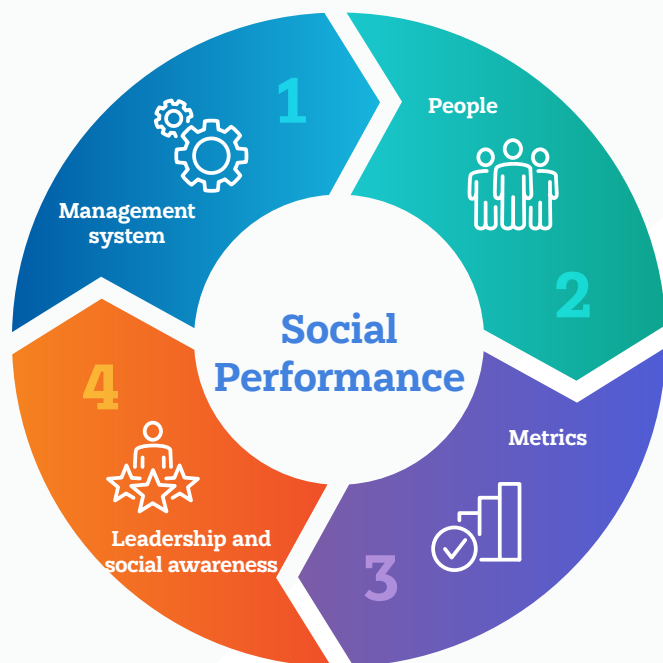 1
Management
system
People
2
Social
Performance
Metrics
3
4
Leadership and
social awareness